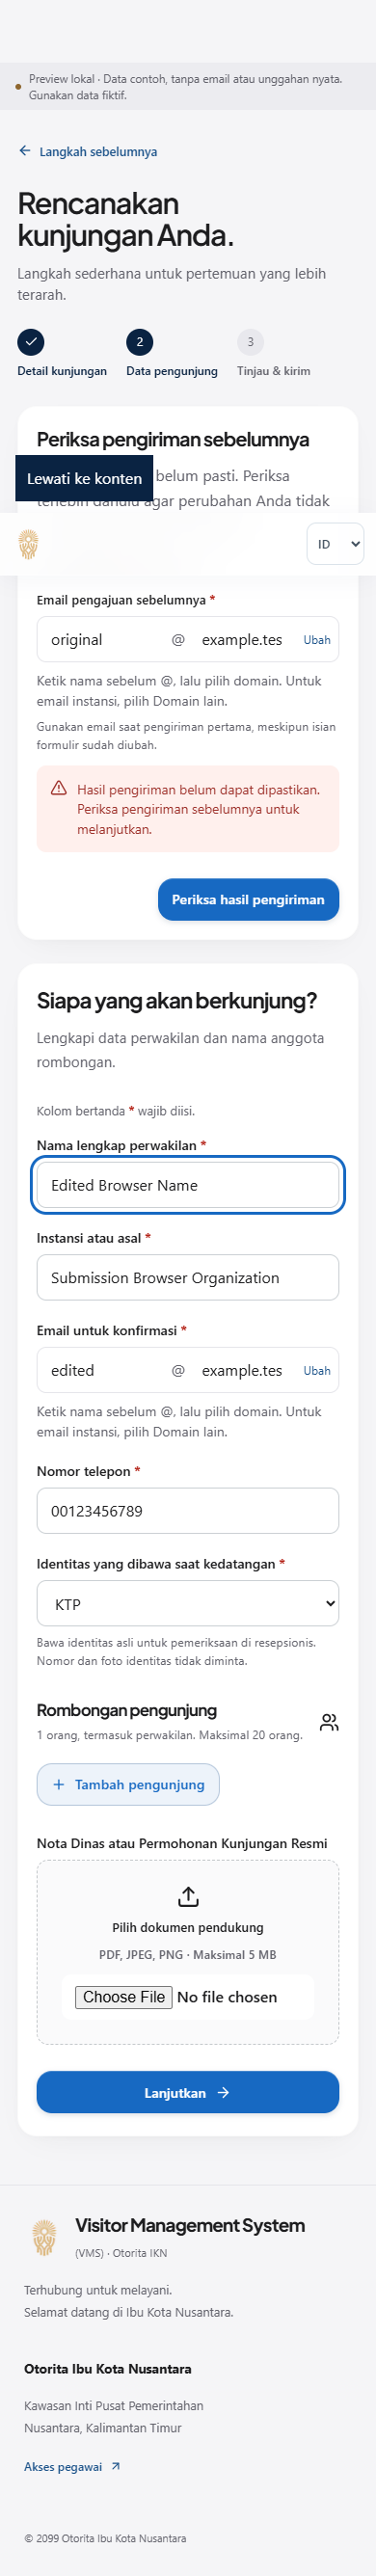 Preview lokal · Data contoh, tanpa email atau unggahan nyata.
Gunakan data fiktif.
Langkah sebelumnya
Rencanakan
kunjungan Anda.
Langkah sederhana untuk pertemuan yang lebih
terarah.
2
3
Detail kunjungan
Data pengunjung
Tinjau & kirim
Periksa pengiriman sebelumnya
Lewati ke konten
belum pasti. Periksa
agar perubahan Anda tidak
ID
Email pengajuan sebelumnya *
original @ example.tes Ubah
Ketik nama sebelum @, lalu pilih domain. Untuk
email instansi, pilih Domain lain.
Gunakan email saat pengiriman pertama, meskipun isian
formulir sudah diubah.
Hasil pengiriman belum dapat dipastikan.
Periksa pengiriman sebelumnya untuk
melanjutkan.
Periksa hasil pengiriman
Siapa yang akan berkunjung?
Lengkapi data perwakilan dan nama anggota
rombongan.
Kolom bertanda * wajib diisi.
Nama lengkap perwakilan *
Edited Browser Name
Instansi atau asal *
Submission Browser Organization
Email untuk konfirmasi *
edited @ example.tes Ubah
Ketik nama sebelum @, lalu pilih domain. Untuk
email instansi, pilih Domain lain.
Nomor telepon *
00123456789
Identitas yang dibawa saat kedatangan *
KTP
Bawa identitas asli untuk pemeriksaan di resepsionis.
Nomor dan foto identitas tidak diminta.
Rombongan pengunjung
1 orang, termasuk perwakilan. Maksimal 20 orang.
Tambah pengunjung
Nota Dinas atau Permohonan Kunjungan Resmi
Pilih dokumen pendukung
PDF, JPEG, PNG · Maksimal 5 MB
Choose File No file chosen
Lanjutkan
Visitor Management System
(VMS) · Otorita IKN
Terhubung untuk melayani.
Selamat datang di Ibu Kota Nusantara.
Otorita Ibu Kota Nusantara
Kawasan Inti Pusat Pemerintahan
Nusantara, Kalimantan Timur
Akses pegawai
© 2099 Otorita Ibu Kota Nusantara